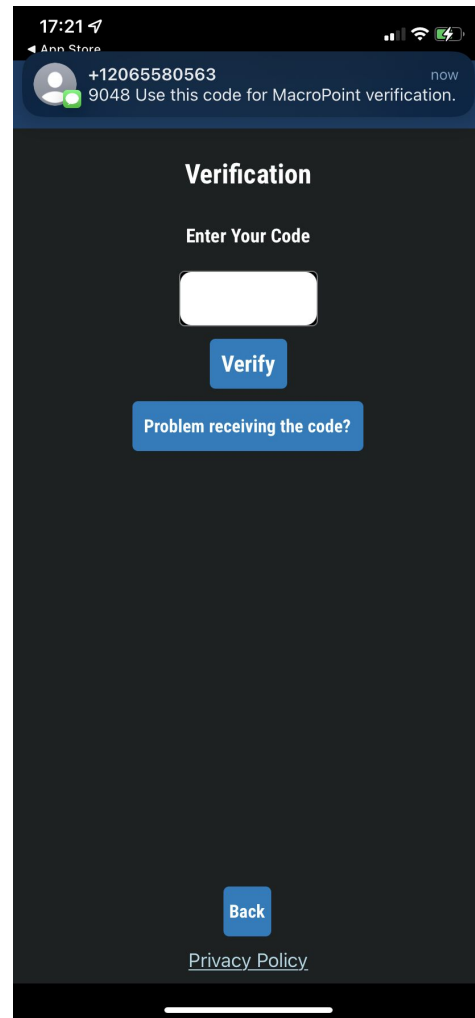 17:21
◀ App Store
+12065580563 now
9048 Use this code for MacroPoint verification.
Verification
Enter Your Code
Verify
Problem receiving the code?
Back
Privacy Policy